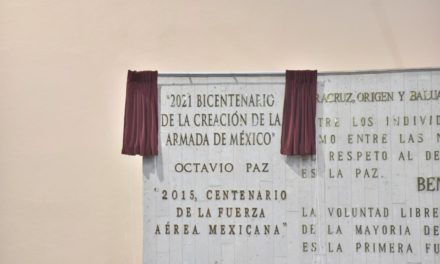 "2021 BICENTENARIO
DE LA CREACIÓN DE LA
ARMADA DE MÉXICO"
OCTAVIO PAZ
"2015, CENTENARIO
DE LA FUERZA
AÉREA MEXICANA"
RACRUZ, ORIGEN Y BALUA
TRE LOS INDIVID
MO ENTRE LAS N
RESPETO AL DE
ES LA PAZ.
BEN
LA VOLUNTAD LIBRE
DE LA MAYORIA DE
ES LA PRIMERA FU